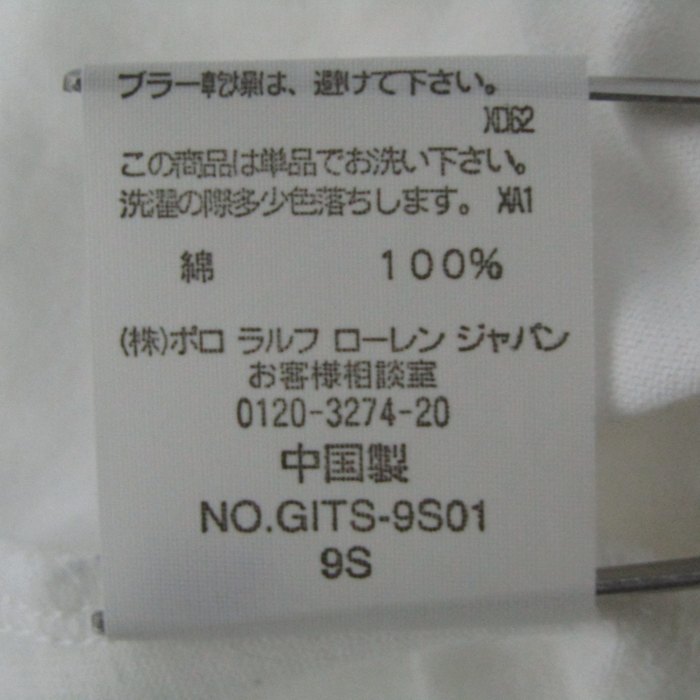 ブラー乾燥は、避けて下さい。
XD62
この商品は単品でお洗い下さい。
洗濯の際多少色落ちします。 XA1
綿 100%
(株)ポロ ラルフ ローレン ジャパン
お客様相談室
0120-3274-20
中国製
NO.GITS-9S01
9S